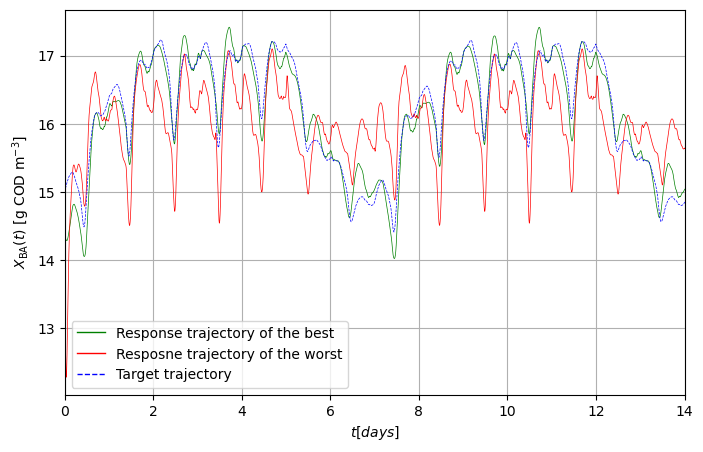 17
16
15
14
13
X_BA(t) [g COD m⁻³]
Response trajectory of the best
Resposne trajectory of the worst
Target trajectory
0 2 4 6 8 10 12 14
t[days]